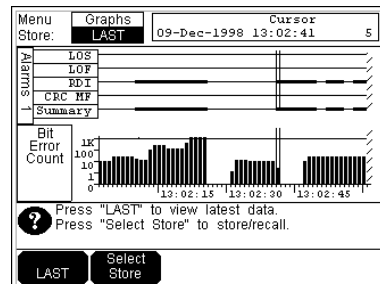 Menu Graphs Cursor
Store: LAST 09-Dec-1998 13:02:41 5
Alarms 1
LOS
LOF
RDI
CRC MF
Summary
Bit Error Count
1K
100
10
1
0
13:02:15 13:02:30 13:02:45
? Press "LAST" to view latest data.
Press "Select Store" to store/recall.
LAST Select Store